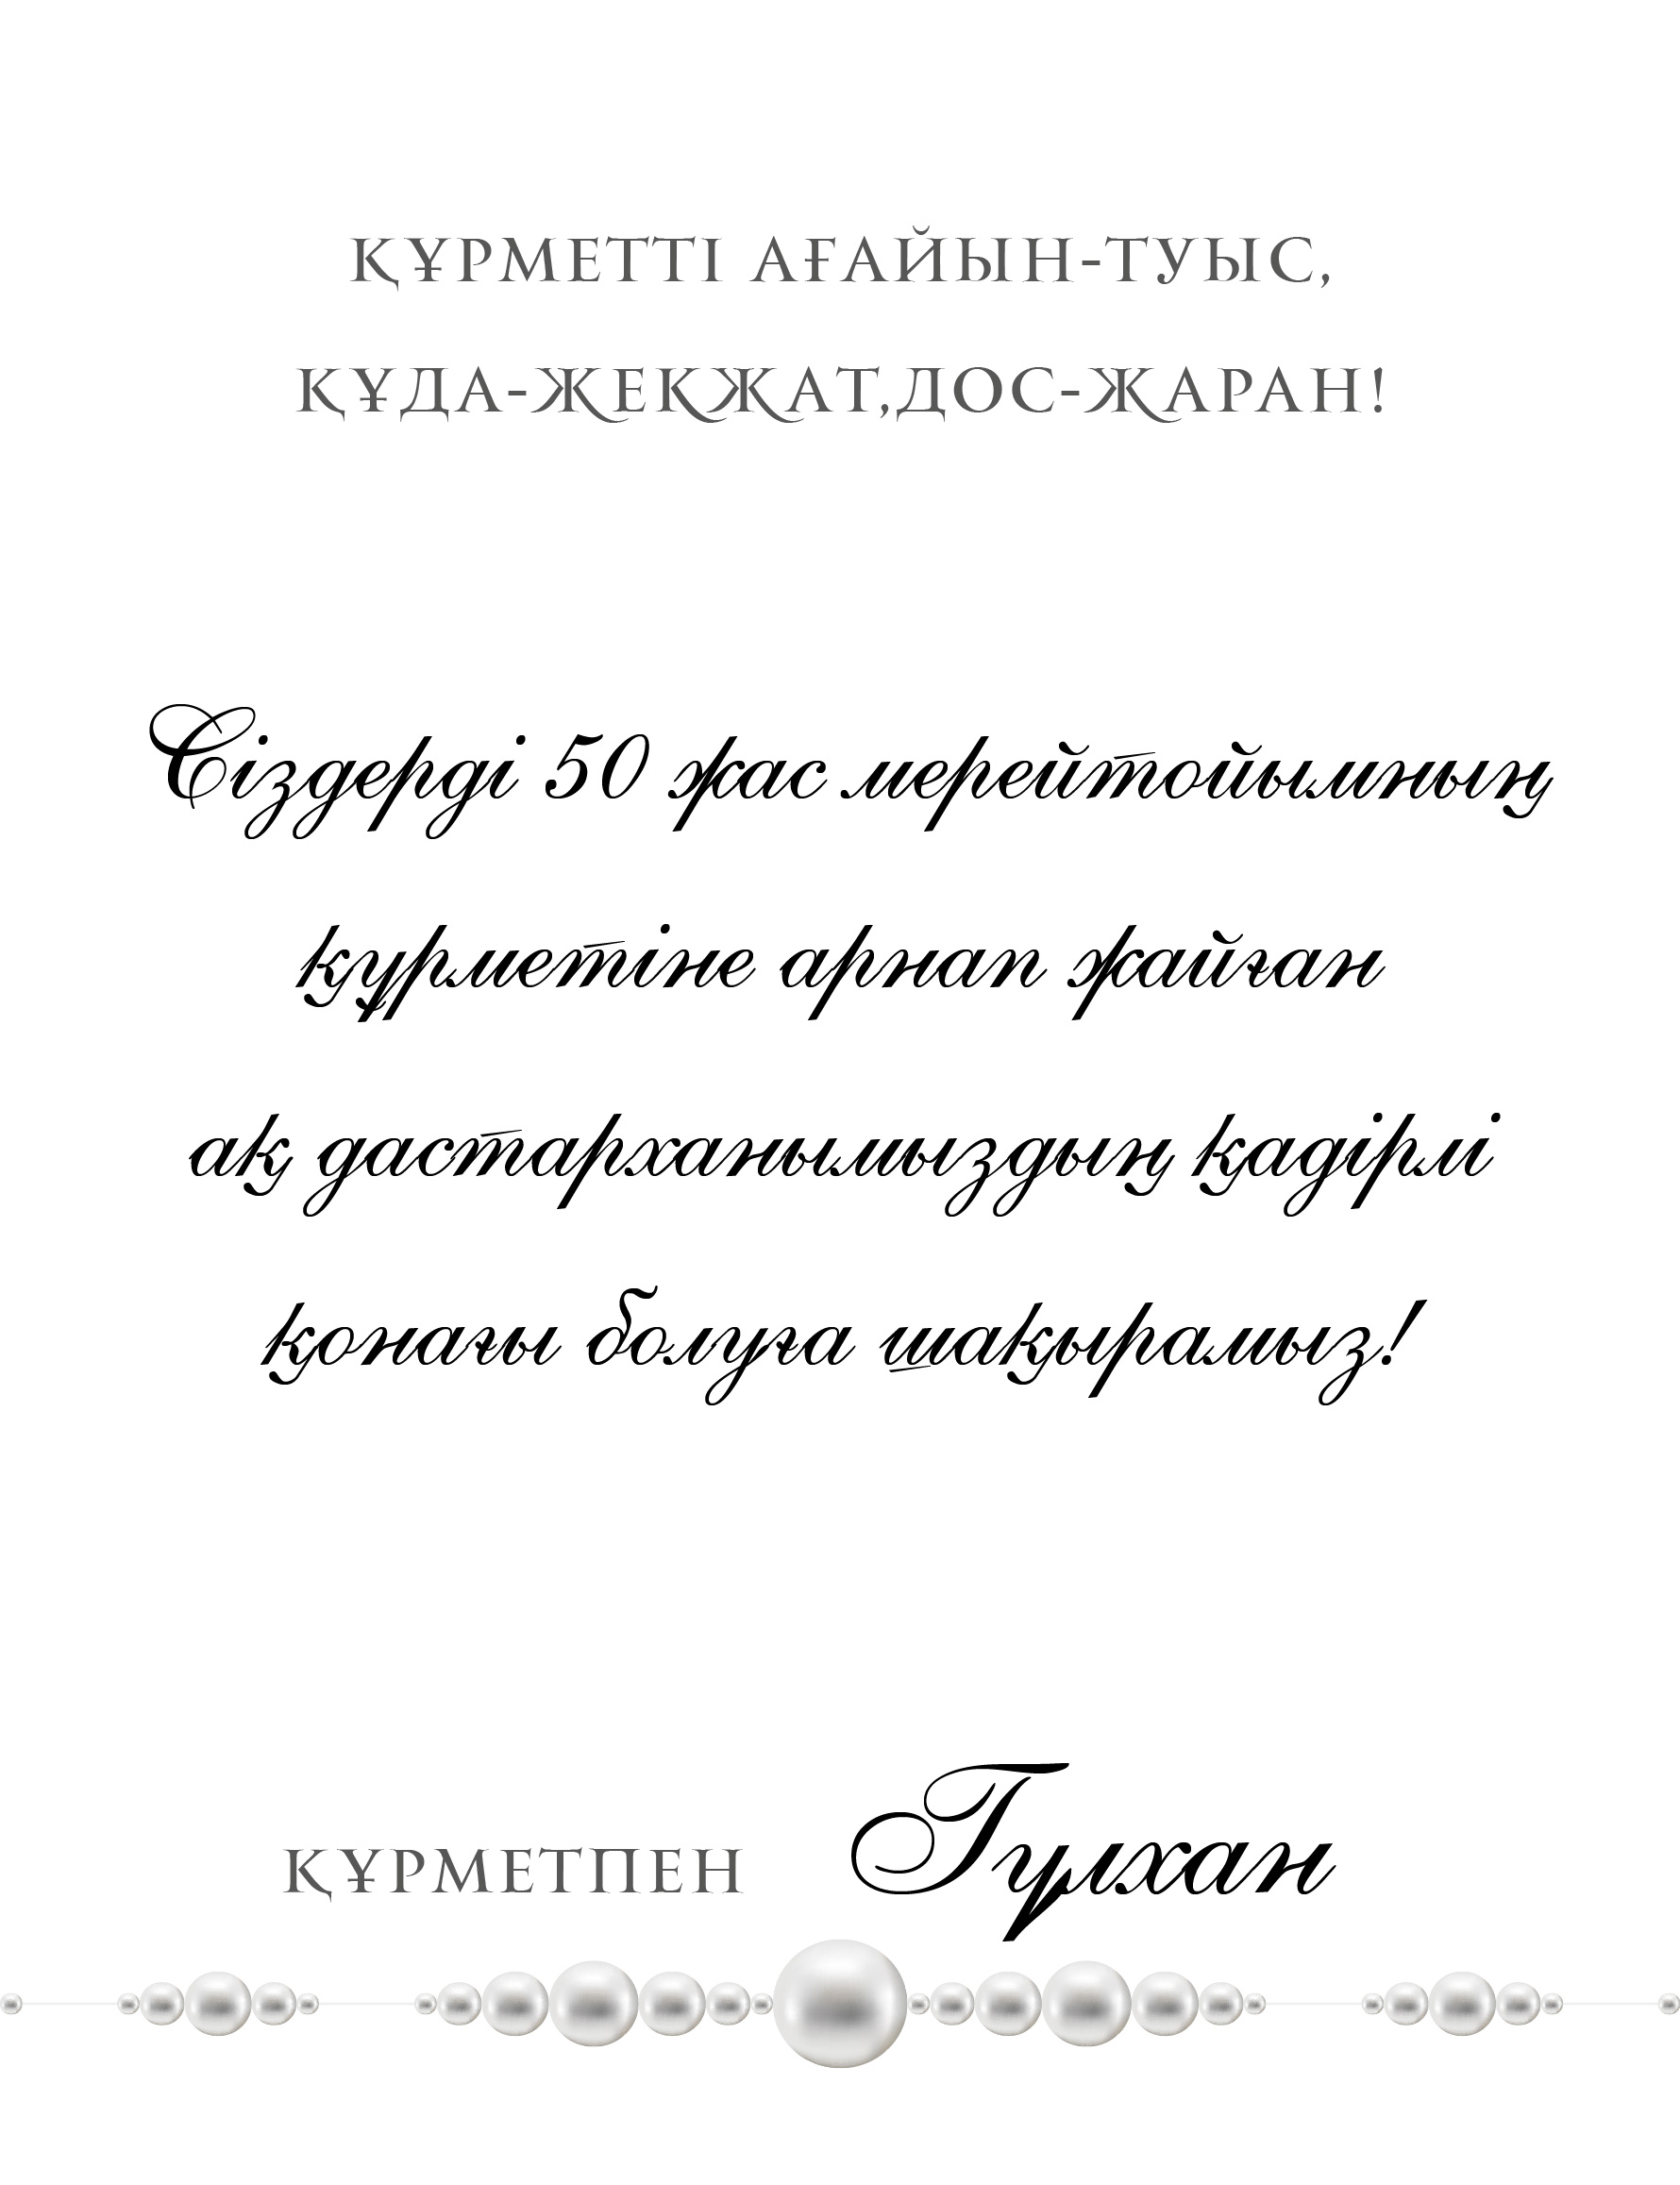 ҚҰРМЕТТІ АҒАЙЫН-ТУЫС,
ҚҰДА-ЖЕКЖАТ,ДОС-ЖАРАН!
Сіздерді 50 жас мерейтойымның
құрметіне арнап жайған
ақ дастарханымыздың қадірлі
қонағы болуға шақырамыз!
ҚҰРМЕТПЕН Гүлхан